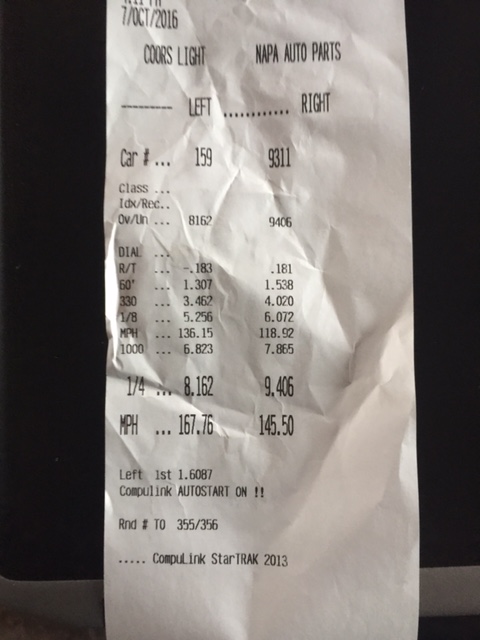 7/OCT/2016
COORS LIGHT NAPA AUTO PARTS
--------- LEFT ............ RIGHT
Car # ... 159 9311
Class ...
Idx/Rec..
Ov/Un ... 8162 9406
DIAL ...
R/T ... -.183 .181
60' ... 1.307 1.538
330 ... 3.462 4.020
1/8 ... 5.256 6.072
MPH ... 136.15 118.92
1000 ... 6.823 7.865
1/4 ... 8.162 9.406
MPH ... 167.76 145.50
Left 1st 1.6087
Compulink AUTOSTART ON !!
Rnd # TO 355/356
..... CompuLink StarTRAK 2013